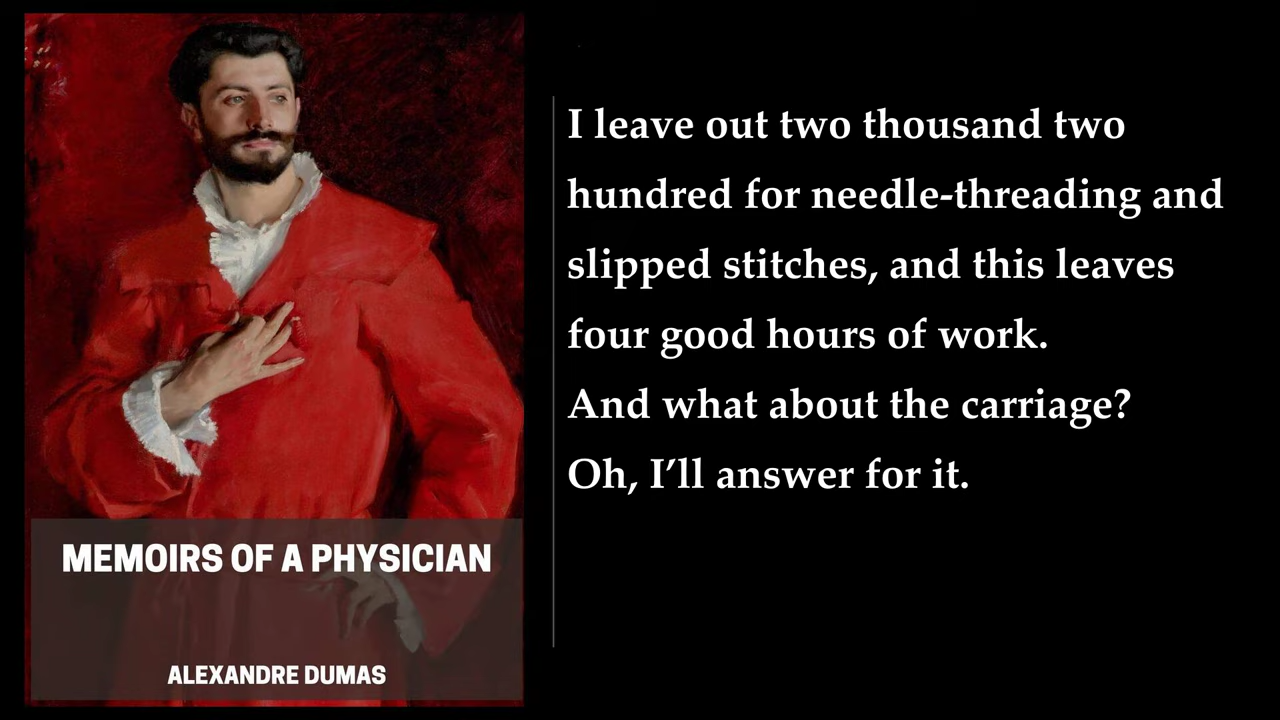 I leave out two thousand two
hundred for needle-threading and
slipped stitches, and this leaves
four good hours of work.
And what about the carriage?
Oh, I’ll answer for it.
MEMOIRS OF A PHYSICIAN
ALEXANDRE DUMAS